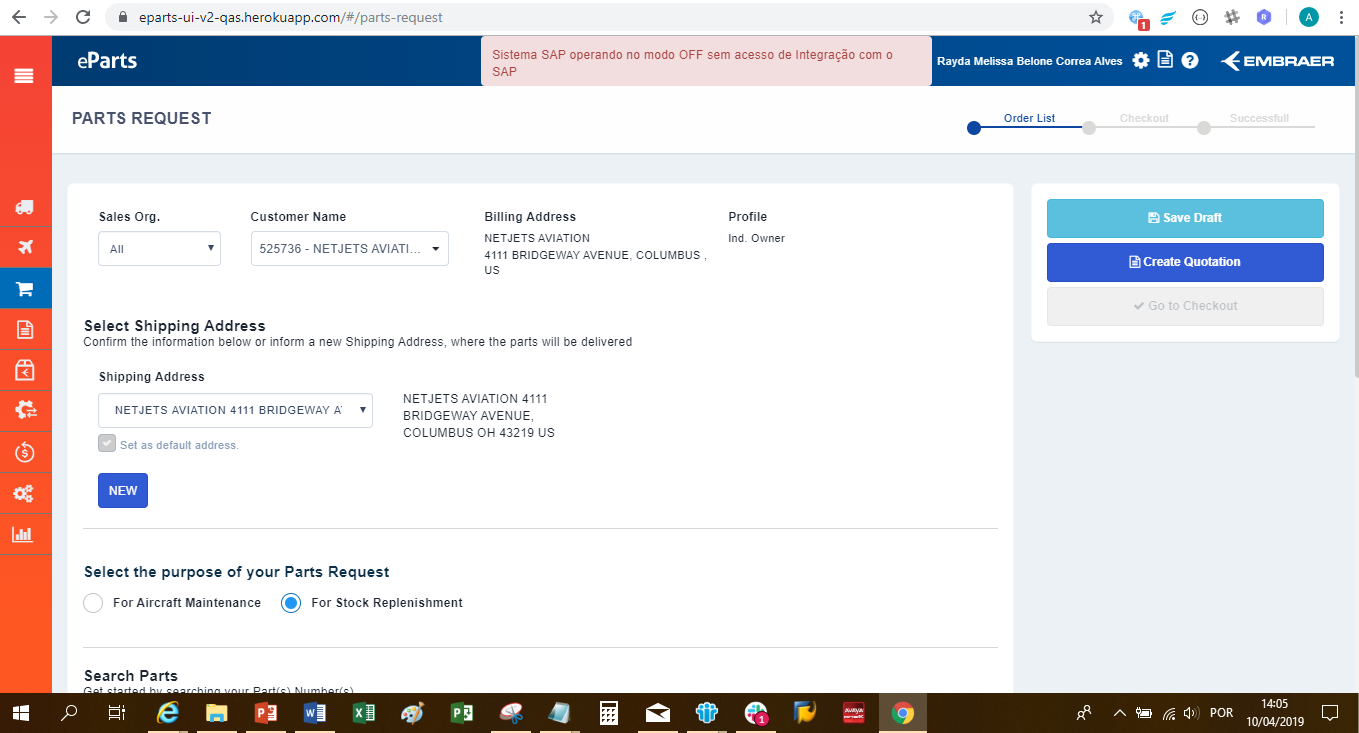 eparts-ui-v2-qas.herokuapp.com/#/parts-request
1
R
A
eParts
Sistema SAP operando no modo OFF sem acesso de Integração com o
SAP
Rayda Melissa Belone Correa Alves
EMBRAER
PARTS REQUEST
Order List
Checkout
Successfull
Sales Org.
Customer Name
Billing Address
Profile
All
525736 - NETJETS AVIATI...
NETJETS AVIATION
4111 BRIDGEWAY AVENUE, COLUMBUS ,
US
Ind. Owner
Save Draft
Create Quotation
Go to Checkout
Select Shipping Address
Confirm the information below or inform a new Shipping Address, where the parts will be delivered
Shipping Address
NETJETS AVIATION 4111 BRIDGEWAY A
NETJETS AVIATION 4111
BRIDGEWAY AVENUE,
COLUMBUS OH 43219 US
Set as default address.
NEW
Select the purpose of your Parts Request
For Aircraft Maintenance
For Stock Replenishment
Search Parts
Get started by searching your Part(s) Number(s)
1
AVAYA
POR
14:05
10/04/2019